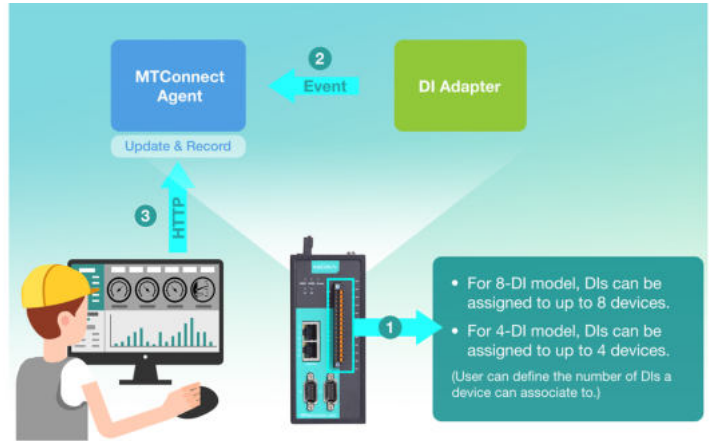 MTConnect
Agent
Update & Record
2
Event
DI Adapter
3
HTTP
MOXA
1
• For 8-DI model, DIs can be
assigned to up to 8 devices.
• For 4-DI model, DIs can be
assigned to up to 4 devices.
(User can define the number of DIs a
device can associate to.)